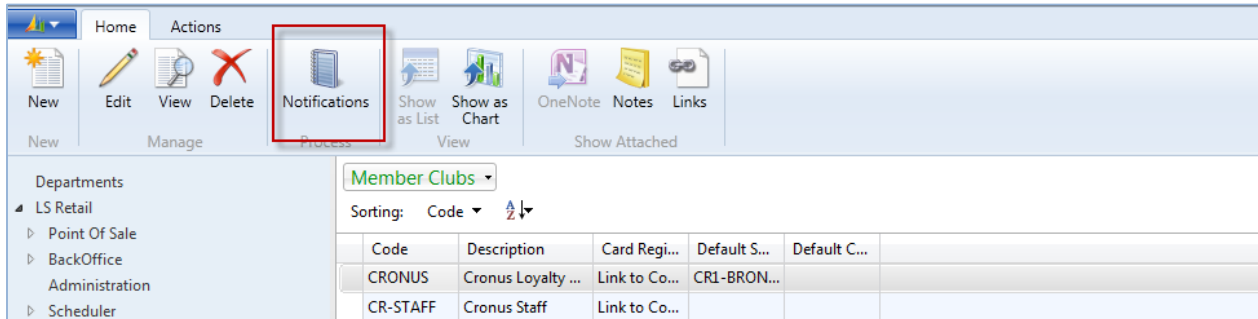 Home Actions
New Edit View Delete Notifications Show as List Show as Chart OneNote Notes Links
New Manage Process View Show Attached
Departments
LS Retail
Point Of Sale
BackOffice
Administration
Scheduler
Member Clubs
Sorting: Code
Code Description Card Regi... Default S... Default C...
CRONUS Cronus Loyalty ... Link to Co... CR1-BRON...
CR-STAFF Cronus Staff Link to Co...